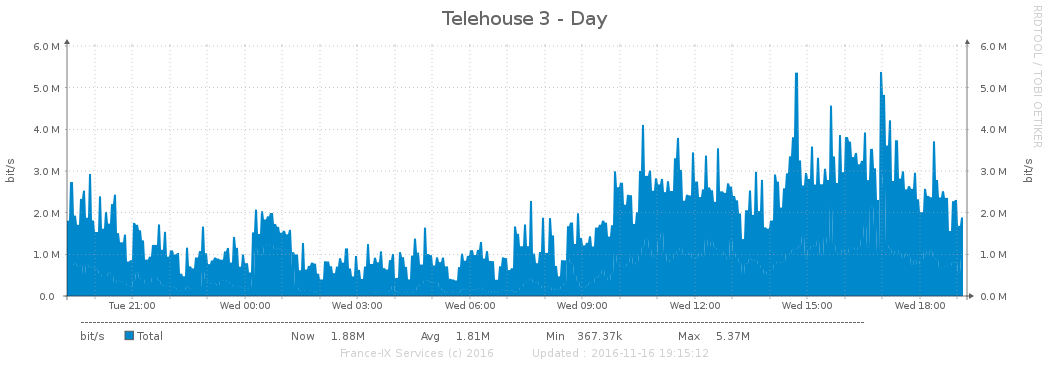 Telehouse 3 - Day
RRDTOOL / TOBI OETIKER
6.0 M 6.0 M
5.0 M 5.0 M
4.0 M 4.0 M
3.0 M 3.0 M
2.0 M 2.0 M
1.0 M 1.0 M
0.0 0.0 M
bit/s bit/s
Tue 21:00 Wed 00:00 Wed 03:00 Wed 06:00 Wed 09:00 Wed 12:00 Wed 15:00 Wed 18:00
bit/s Total Now 1.88M Avg 1.81M Min 367.37k Max 5.37M
France-IX Services (c) 2016 Updated : 2016-11-16 19:15:12